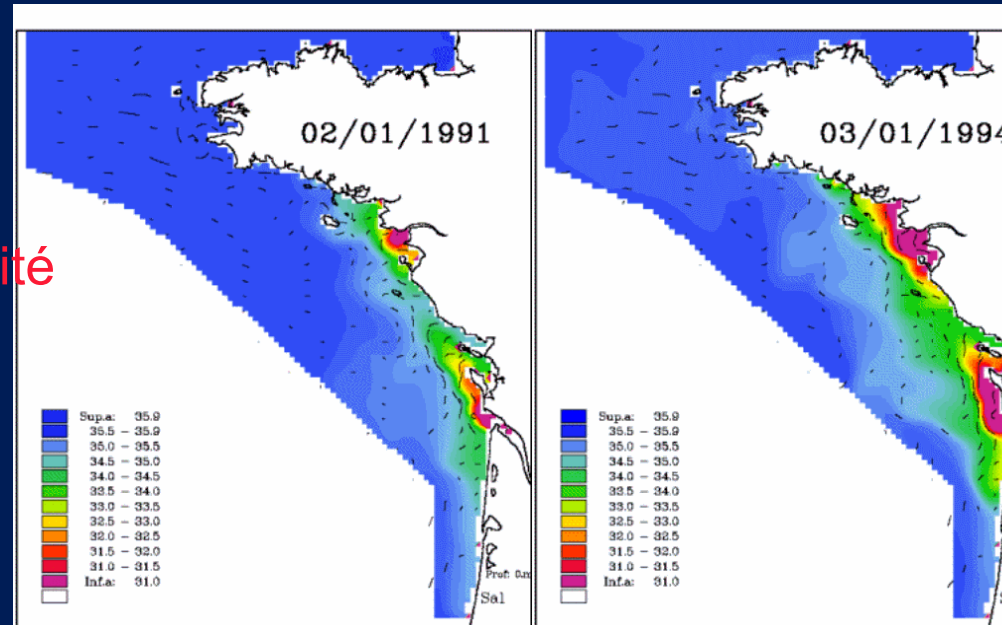 ité
02/01/1991
Sup.a: 35.9
35.5 - 35.9
35.0 - 35.5
34.5 - 35.0
34.0 - 34.5
33.5 - 34.0
33.0 - 33.5
32.5 - 33.0
32.0 - 32.5
31.5 - 32.0
31.0 - 31.5
Inf.a: 31.0
Prof: 0.m
Sal
03/01/1994
Sup.a: 35.9
35.5 - 35.9
35.0 - 35.5
34.5 - 35.0
34.0 - 34.5
33.5 - 34.0
33.0 - 33.5
32.5 - 33.0
32.0 - 32.5
31.5 - 32.0
31.0 - 31.5
Inf.a: 31.0
S